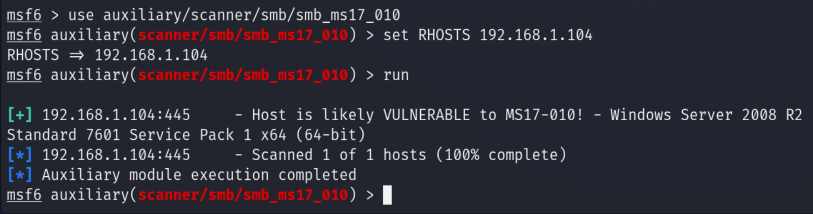 msf6 > use auxiliary/scanner/smb/smb_ms17_010
msf6 auxiliary(scanner/smb/smb_ms17_010) > set RHOSTS 192.168.1.104
RHOSTS ⇒ 192.168.1.104
msf6 auxiliary(scanner/smb/smb_ms17_010) > run
[+] 192.168.1.104:445     - Host is likely VULNERABLE to MS17-010! - Windows Server 2008 R2
Standard 7601 Service Pack 1 x64 (64-bit)
[*] 192.168.1.104:445     - Scanned 1 of 1 hosts (100% complete)
[*] Auxiliary module execution completed
msf6 auxiliary(scanner/smb/smb_ms17_010) >